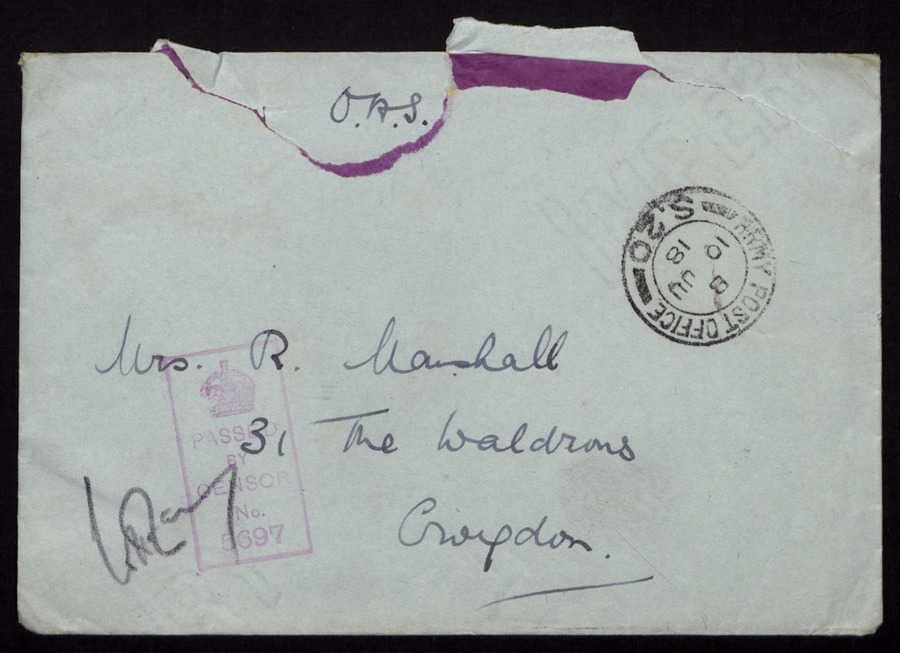 O.A.S.
ARMY POST OFFICE
S.20
10 8
JU
18
Mrs. R. Marshall
31 The Waldrons
Croydon.
PASSED
BY
CENSOR
No.
5697